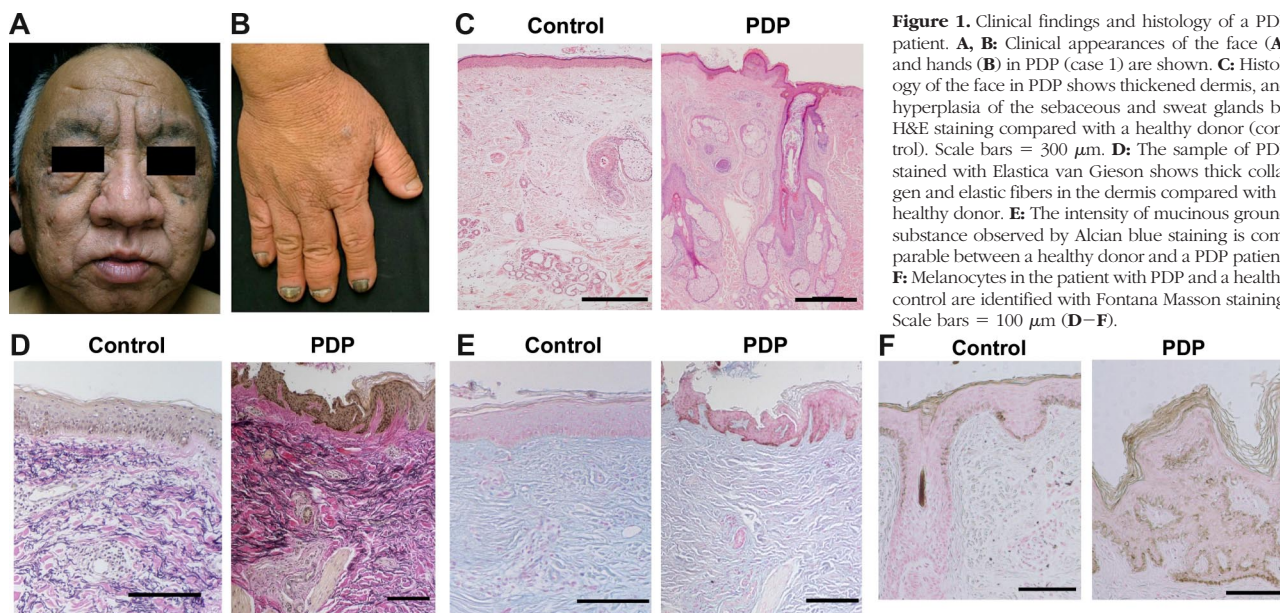 A
B
C
Control
PDP
Figure 1. Clinical findings and histology of a PD
patient. A, B: Clinical appearances of the face (A
and hands (B) in PDP (case 1) are shown. C: Histo
ogy of the face in PDP shows thickened dermis, an
hyperplasia of the sebaceous and sweat glands b
H&E staining compared with a healthy donor (con
trol). Scale bars = 300 μm. D: The sample of PD
stained with Elastica van Gieson shows thick colla
gen and elastic fibers in the dermis compared with
healthy donor. E: The intensity of mucinous groun
substance observed by Alcian blue staining is com
parable between a healthy donor and a PDP patien
F: Melanocytes in the patient with PDP and a health
control are identified with Fontana Masson staining
Scale bars = 100 μm (D−F).
D
Control
PDP
E
Control
PDP
F
Control
PDP